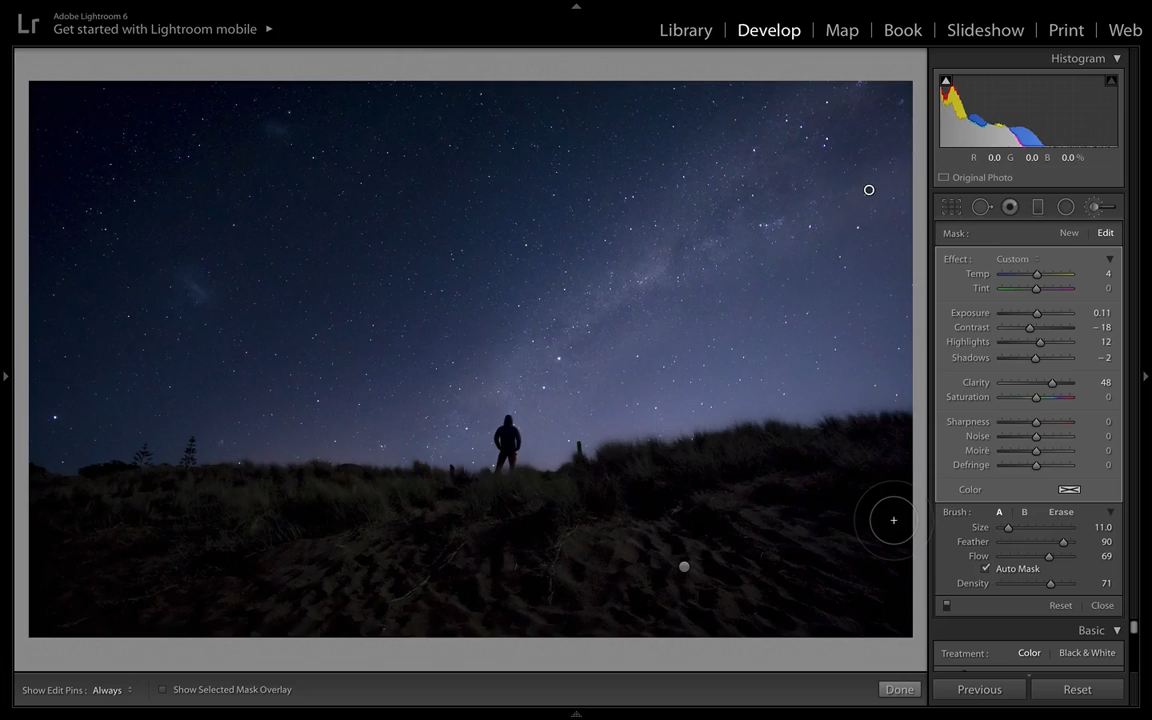 Lr
Adobe Lightroom 6
Get started with Lightroom mobile
Library | Develop | Map | Book | Slideshow | Print | Web
Histogram
R 0.0 G 0.0 B 0.0 %
Original Photo
Mask : New Edit
Effect : Custom
Temp 4
Tint 0
Exposure 0.11
Contrast – 18
Highlights 12
Shadows – 2
Clarity 48
Saturation 0
Sharpness 0
Noise 0
Moiré 0
Defringe 0
Color
Brush : A B Erase
Size 11.0
Feather 90
Flow 69
Auto Mask
Density 71
Reset Close
Basic
Treatment : Color Black & White
Show Edit Pins : Always Show Selected Mask Overlay Done
Previous Reset